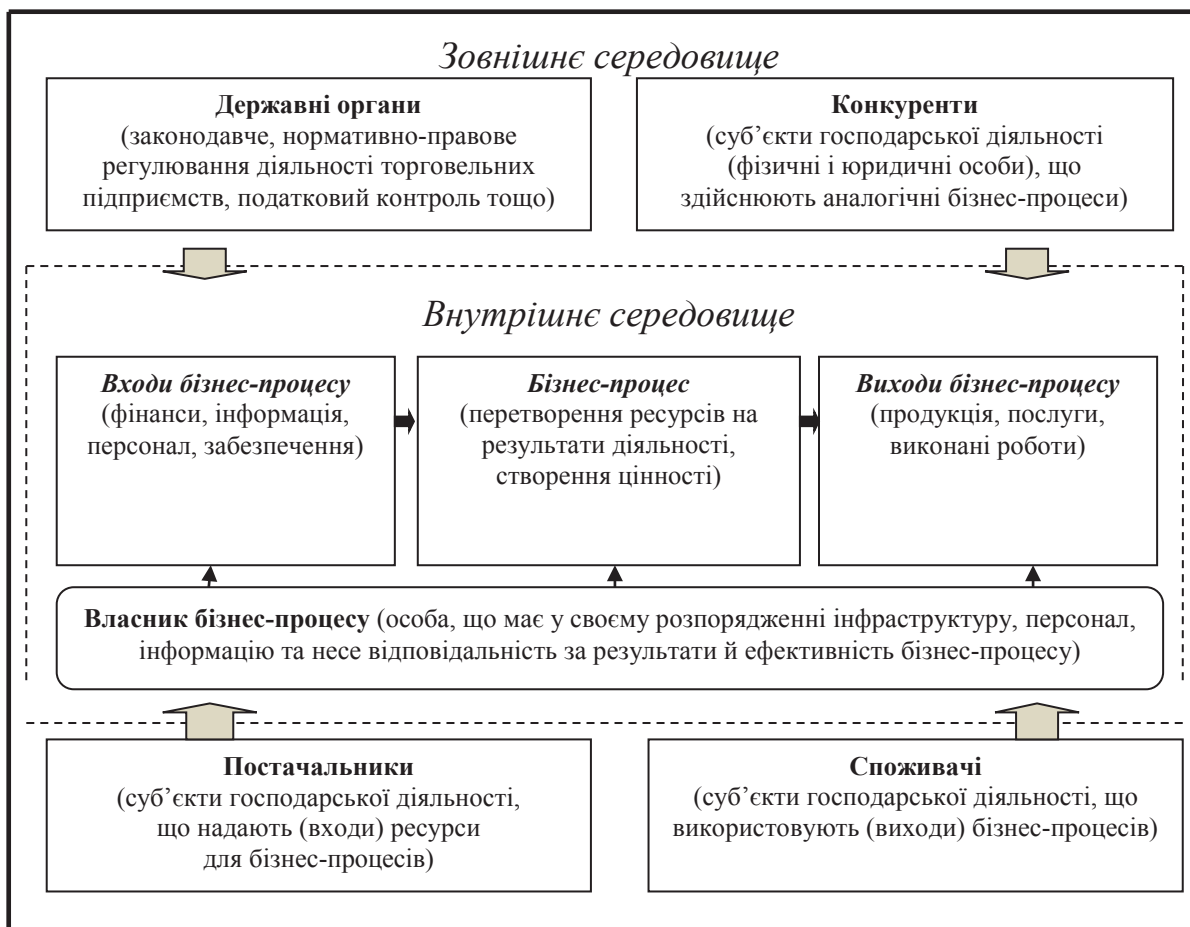 Зовнішнє середовище
Державні органи
(законодавче, нормативно-правове
регулювання діяльності торговельних
підприємств, податковий контроль тощо)
Конкуренти
(суб’єкти господарської діяльності
(фізичні і юридичні особи), що
здійснюють аналогічні бізнес-процеси)
Внутрішнє середовище
Входи бізнес-процесу
(фінанси, інформація,
персонал, забезпечення)
Бізнес-процес
(перетворення ресурсів на
результати діяльності,
створення цінності)
Виходи бізнес-процесу
(продукція, послуги,
виконані роботи)
Власник бізнес-процесу (особа, що має у своєму розпорядженні інфраструктуру, персонал,
інформацію та несе відповідальність за результати й ефективність бізнес-процесу)
Постачальники
(суб’єкти господарської діяльності,
що надають (входи) ресурси
для бізнес-процесів)
Споживачі
(суб’єкти господарської діяльності, що
використовують (виходи) бізнес-процесів)